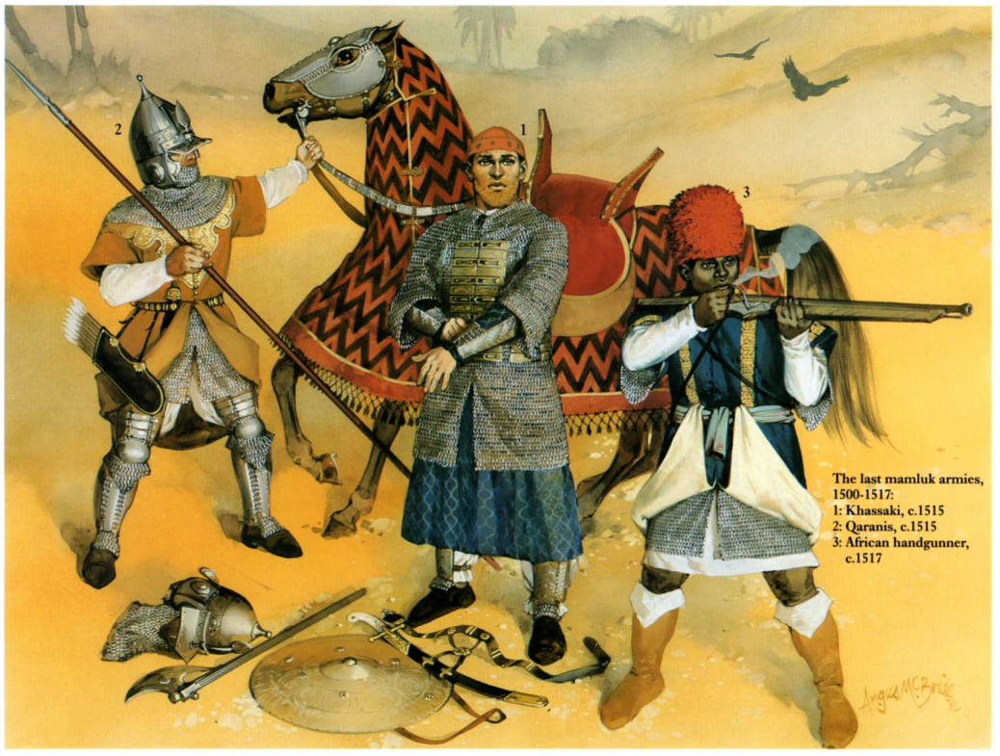 2
1
3
The last mamluk armies,
1500-1517:
1: Khassaki, c.1515
2: Qaranis, c.1515
3: African handgunner,
c.1517
Angus McBride